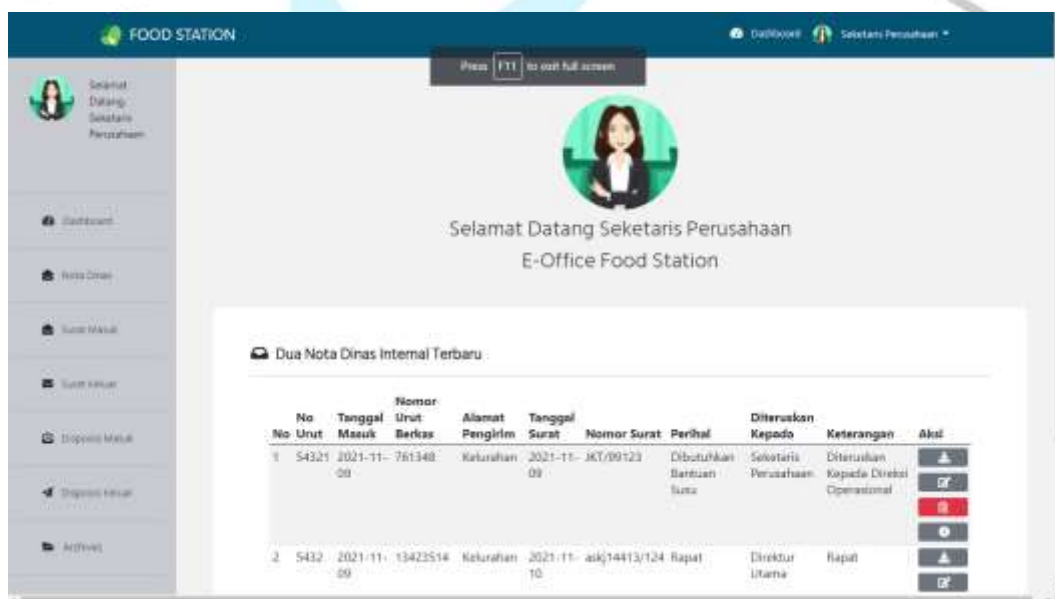 FOOD STATION
Dashboard
Seketaris Perusahaan
Press F11 to exit full screen
Selamat
Datang
Seketaris
Perusahaan
Dashboard
Nota Dinas
Surat Masuk
Surat Keluar
Disposisi Masuk
Disposisi Keluar
Archives
Selamat Datang Seketaris Perusahaan
E-Office Food Station
Dua Nota Dinas Internal Terbaru
No
No Urut
Tanggal Masuk
Nomor Urut Berkas
Alamat Pengirim
Tanggal Surat
Nomor Surat
Perihal
Diteruskan Kepada
Keterangan
Aksi
1 54321 2021-11-09 761348 Kelurahan 2021-11-09 JKT/09123 Dibutuhkan Bantuan Susu Seketaris Perusahaan Diteruskan Kepada Direksi Operasional
2 5432 2021-11-09 13423514 Kelurahan 2021-11-10 askj14413/124 Rapat Direktur Utama Rapat